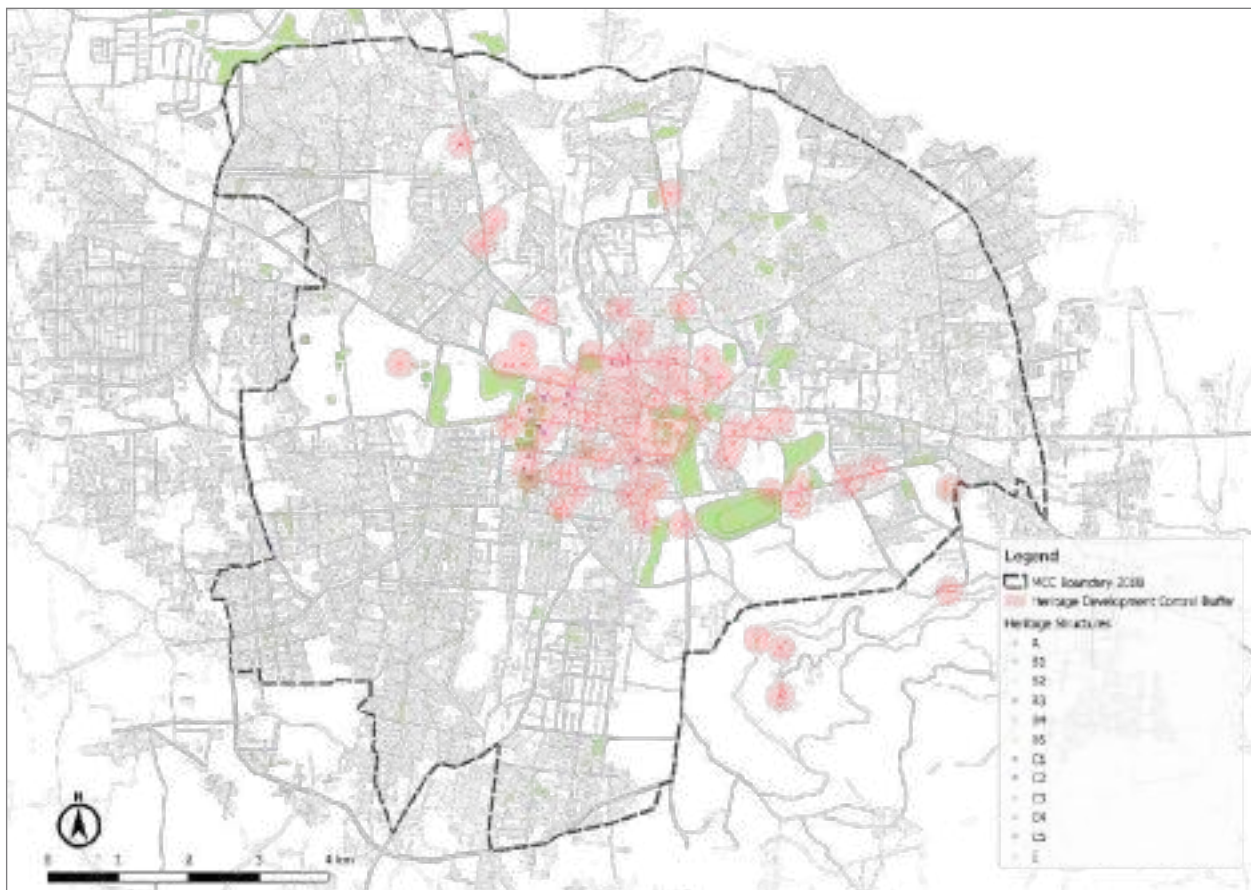 N
0 1 2 3 4 km
Legend
MCC Boundary
Heritage Development Control Buffer
Heritage Structures
A
B1
B2
B3
B4
B5
C1
C2
C3
C4
C5